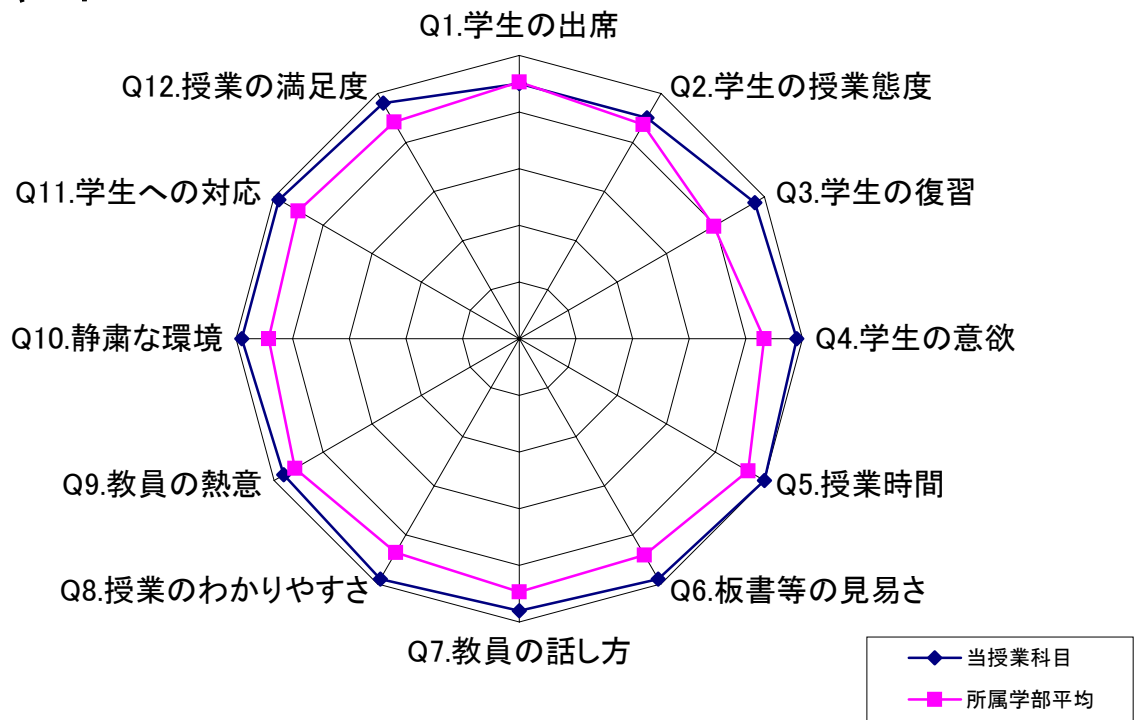 Q1.学生の出席
Q2.学生の授業態度
Q3.学生の復習
Q4.学生の意欲
Q5.授業時間
Q6.板書等の見易さ
Q7.教員の話し方
Q8.授業のわかりやすさ
Q9.教員の熱意
Q10.静粛な環境
Q11.学生への対応
Q12.授業の満足度
当授業科目
所属学部平均